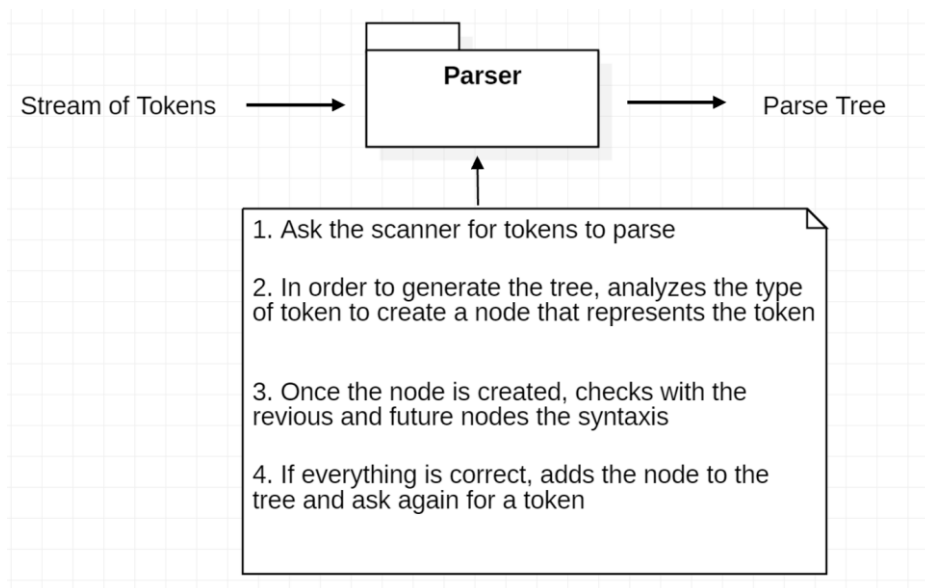 Parser
Stream of Tokens
Parse Tree
1. Ask the scanner for tokens to parse
2. In order to generate the tree, analyzes the type
of token to create a node that represents the token
3. Once the node is created, checks with the
revious and future nodes the syntaxis
4. If everything is correct, adds the node to the
tree and ask again for a token